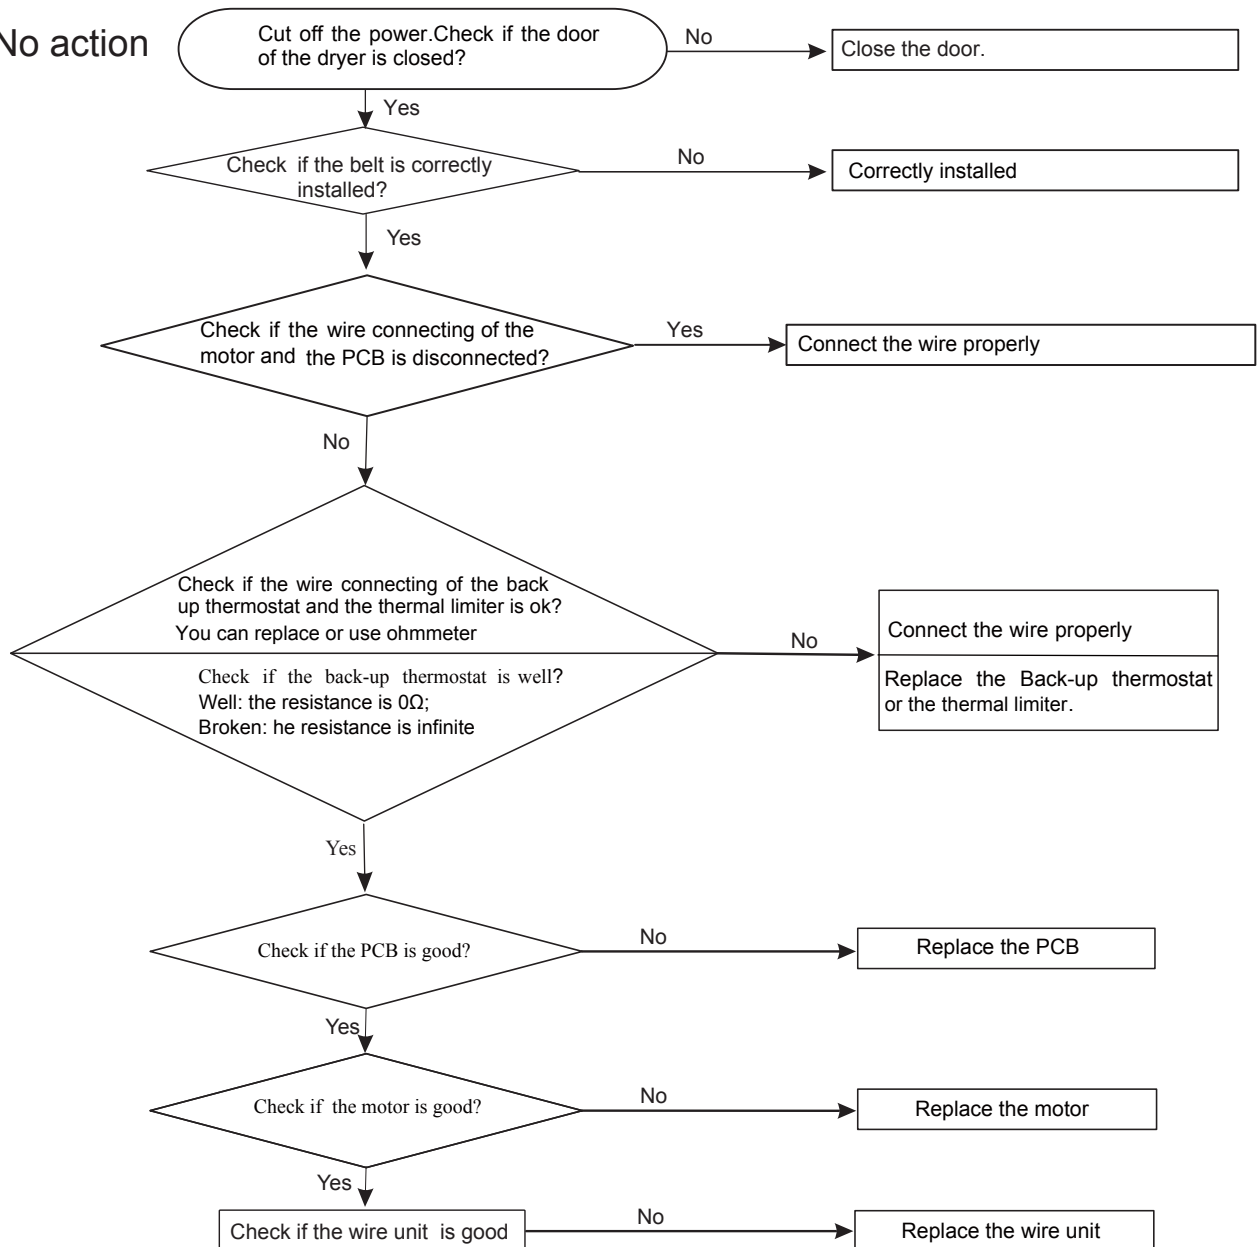 No action
Cut off the power.Check if the door
of the dryer is closed?
No
Close the door.
Yes
Check if the belt is correctly
installed?
No
Correctly installed
Yes
Check if the wire connecting of the
motor and the PCB is disconnected?
Yes
Connect the wire properly
No
Check if the wire connecting of the back
up thermostat and the thermal limiter is ok?
You can replace or use ohmmeter
Check if the back-up thermostat is well?
Well: the resistance is 0Ω;
Broken: he resistance is infinite
No
Connect the wire properly
Replace the Back-up thermostat
or the thermal limiter.
Yes
Check if the PCB is good?
No
Replace the PCB
Yes
Check if the motor is good?
No
Replace the motor
Yes
Check if the wire unit is good
No
Replace the wire unit